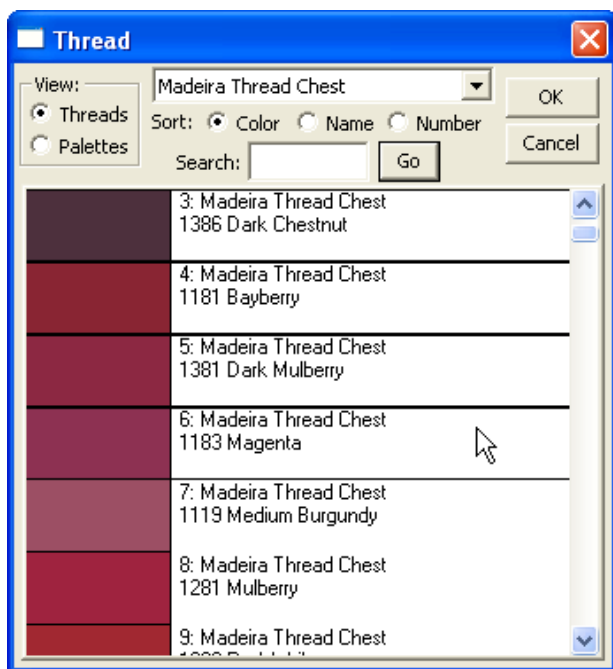 Thread
View:
Threads
Palettes
Madeira Thread Chest
Sort: Color Name Number
Search: Go
OK
Cancel
3: Madeira Thread Chest
1386 Dark Chestnut
4: Madeira Thread Chest
1181 Bayberry
5: Madeira Thread Chest
1381 Dark Mulberry
6: Madeira Thread Chest
1183 Magenta
7: Madeira Thread Chest
1119 Medium Burgundy
8: Madeira Thread Chest
1281 Mulberry
9: Madeira Thread Chest